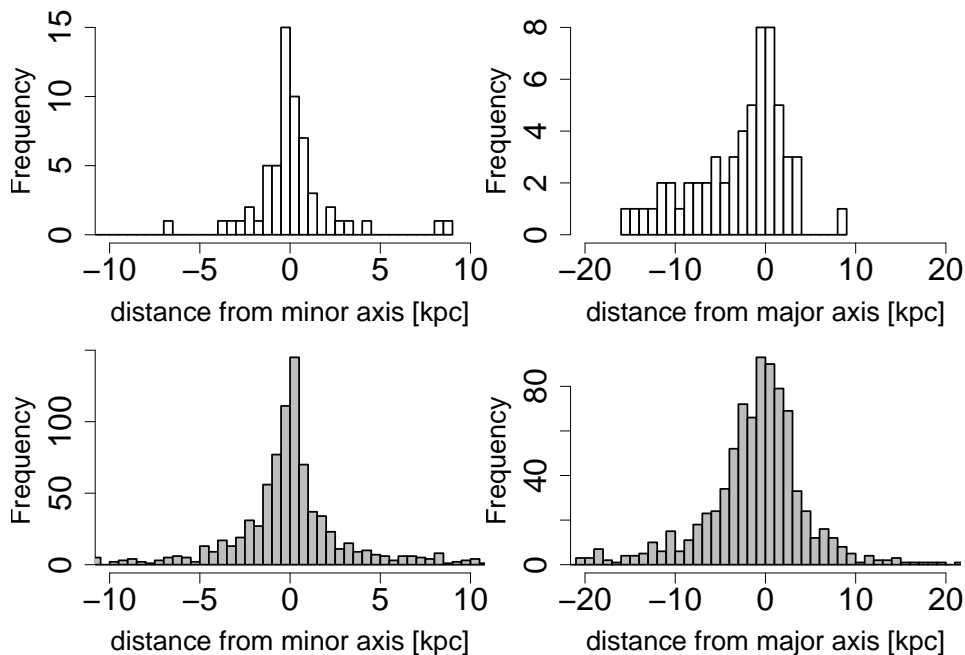 Frequency
0 5 10 15
−10 −5 0 5 10
distance from minor axis [kpc]
Frequency
0 2 4 6 8
−20 −10 0 10 20
distance from major axis [kpc]
Frequency
0 50 100
−10 −5 0 5 10
distance from minor axis [kpc]
Frequency
0 40 80
−20 −10 0 10 20
distance from major axis [kpc]